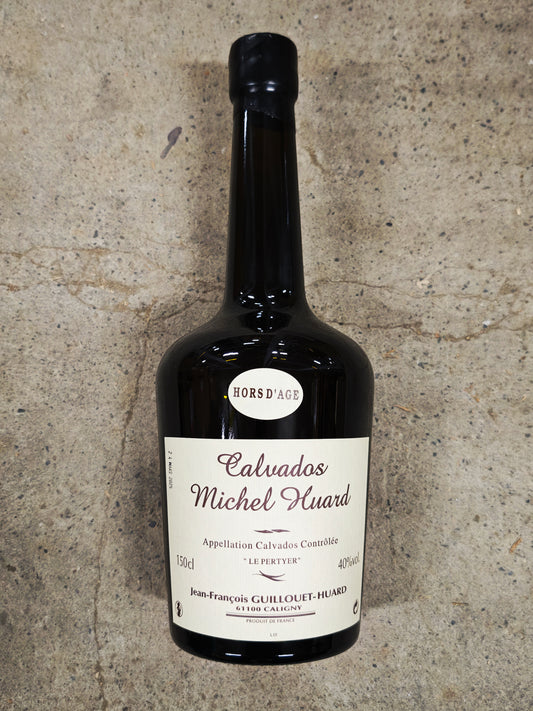 HORS D'AGE
Calvados
Michel Huard
Appellation Calvados Contrôlée
" LE PERTYER"
150cl
40%vol.
Jean-François GUILLOUET-HUARD
61100 CALIGNY
PRODUIT DE FRANCE